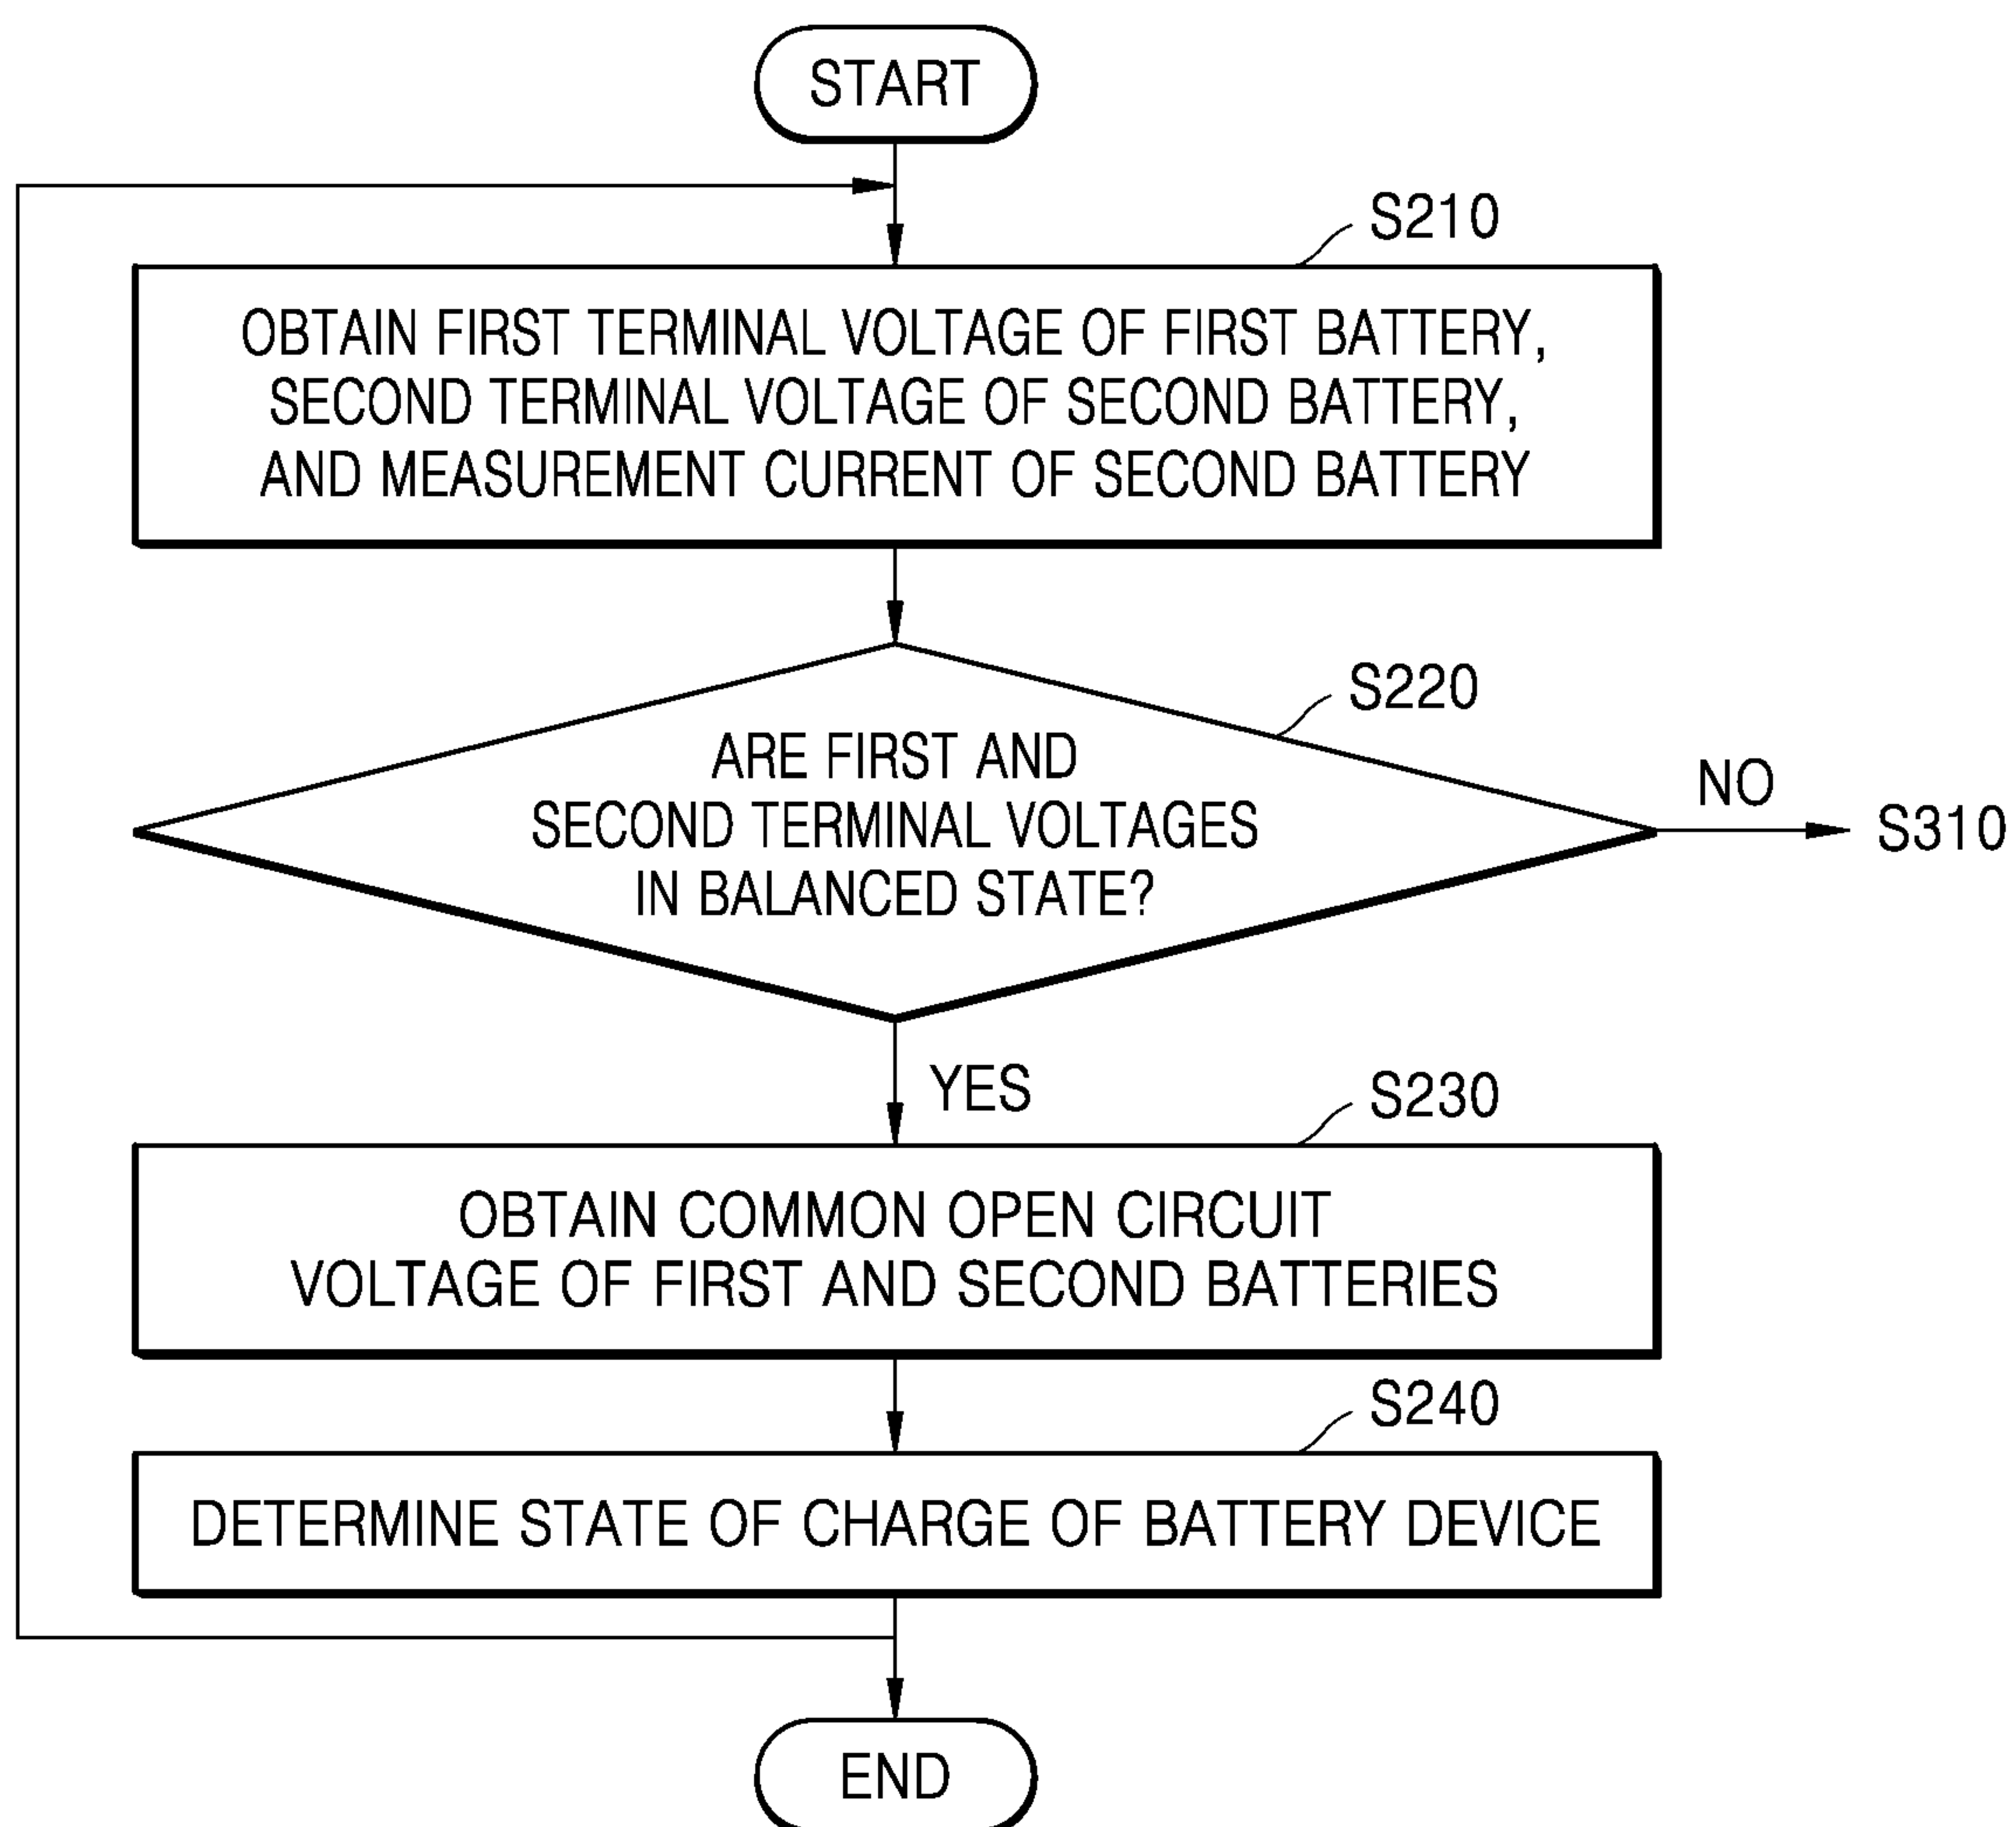 START
S210
OBTAIN FIRST TERMINAL VOLTAGE OF FIRST BATTERY,
SECOND TERMINAL VOLTAGE OF SECOND BATTERY,
AND MEASUREMENT CURRENT OF SECOND BATTERY
S220
ARE FIRST AND
SECOND TERMINAL VOLTAGES
IN BALANCED STATE?
NO
S310
YES
S230
OBTAIN COMMON OPEN CIRCUIT
VOLTAGE OF FIRST AND SECOND BATTERIES
S240
DETERMINE STATE OF CHARGE OF BATTERY DEVICE
END